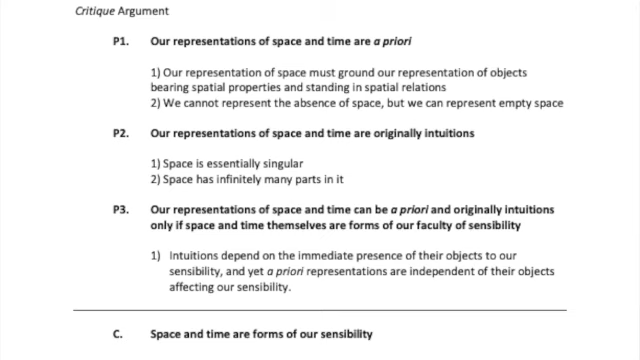 Critique Argument
P1. Our representations of space and time are a priori
1) Our representation of space must ground our representation of objects
bearing spatial properties and standing in spatial relations
2) We cannot represent the absence of space, but we can represent empty space
P2. Our representations of space and time are originally intuitions
1) Space is essentially singular
2) Space has infinitely many parts in it
P3. Our representations of space and time can be a priori and originally intuitions
only if space and time themselves are forms of our faculty of sensibility
1) Intuitions depend on the immediate presence of their objects to our
sensibility, and yet a priori representations are independent of their objects
affecting our sensibility.
C. Space and time are forms of our sensibility